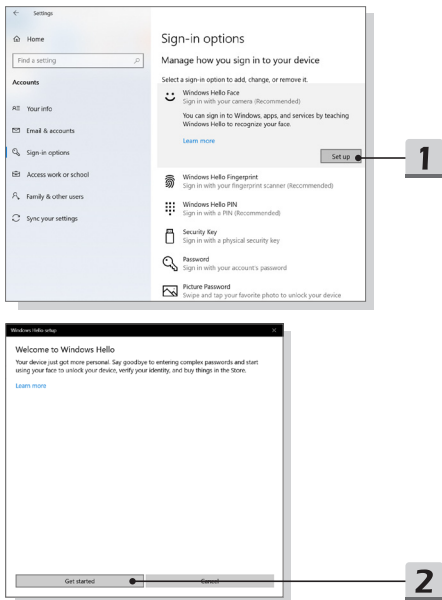 Settings
Home
Find a setting
Accounts
Your info
Email & accounts
Sign-in options
Access work or school
Family & other users
Sync your settings
Sign-in options
Manage how you sign in to your device
Select a sign-in option to add, change, or remove it.
Windows Hello Face
Sign in with your camera (Recommended)
You can sign in to Windows, apps, and services by teaching
Windows Hello to recognize your face.
Learn more
Set up
1
Windows Hello Fingerprint
Sign in with your fingerprint scanner (Recommended)
Windows Hello PIN
Sign in with a PIN (Recommended)
Security Key
Sign in with a physical security key
Password
Sign in with your account's password
Picture Password
Swipe and tap your favorite photo to unlock your device
Windows Hello setup
Welcome to Windows Hello
Your device just got more personal. Say goodbye to entering complex passwords and start
using your face to unlock your device, verify your identity, and buy things in the Store.
Learn more
Get started
Cancel
2